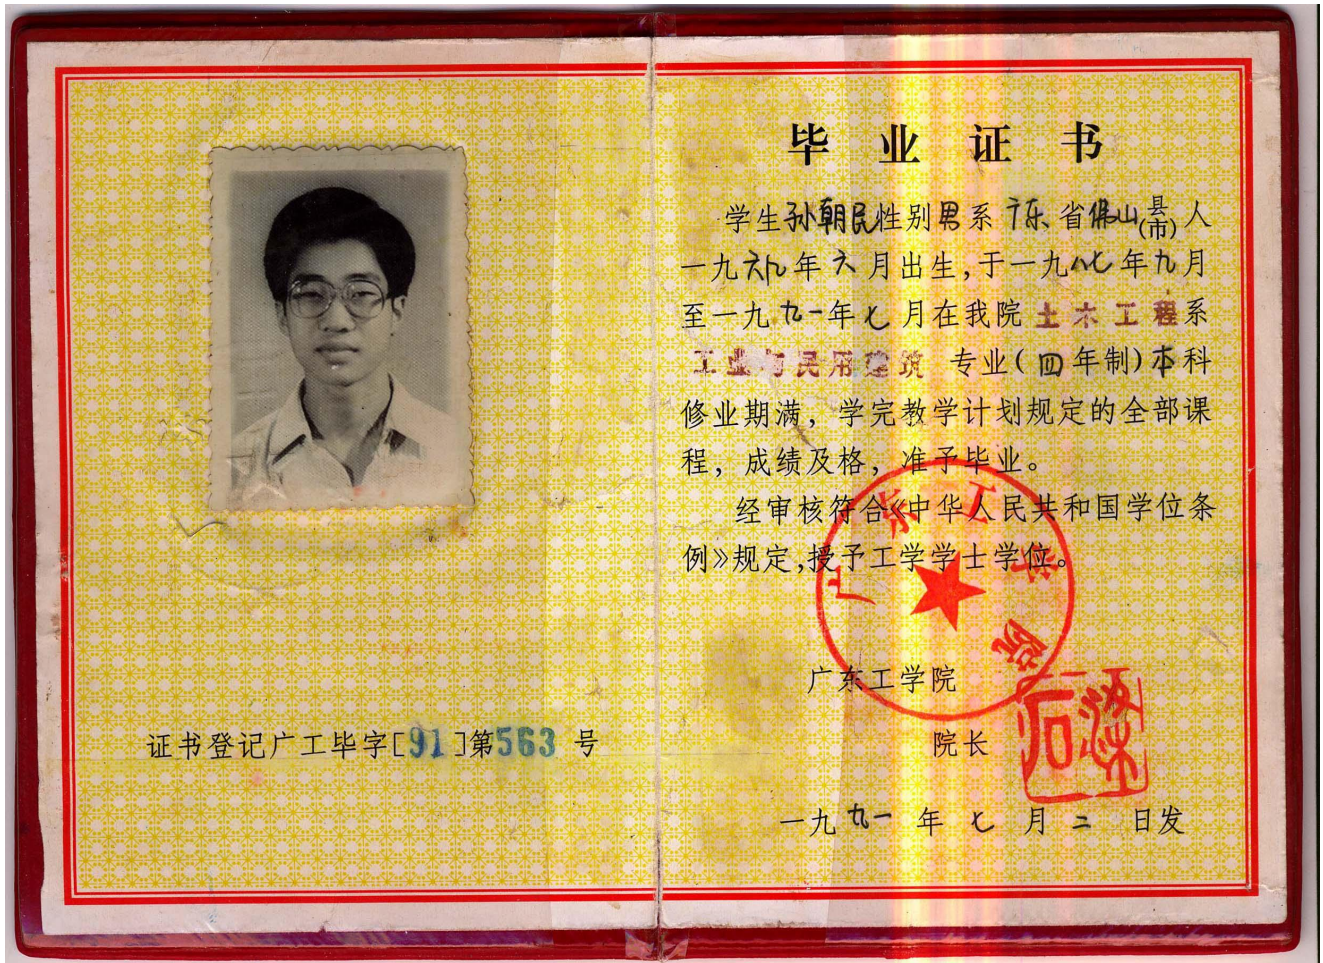 毕业证书
学生孙朝民性别男系广东省佛山县(市)人
一九六九年六月出生,于一九八七年九月
至一九九一年七月在我院土木工程系
工业与民用建筑 专业(四年制)本科
修业期满,学完教学计划规定的全部课
程,成绩及格,准予毕业。
经审核符合《中华人民共和国学位条
例》规定,授予工学学士学位。
广东工学院
广东工学院
院长
一九九一年七月二日发
证书登记广工毕字[91]第563号